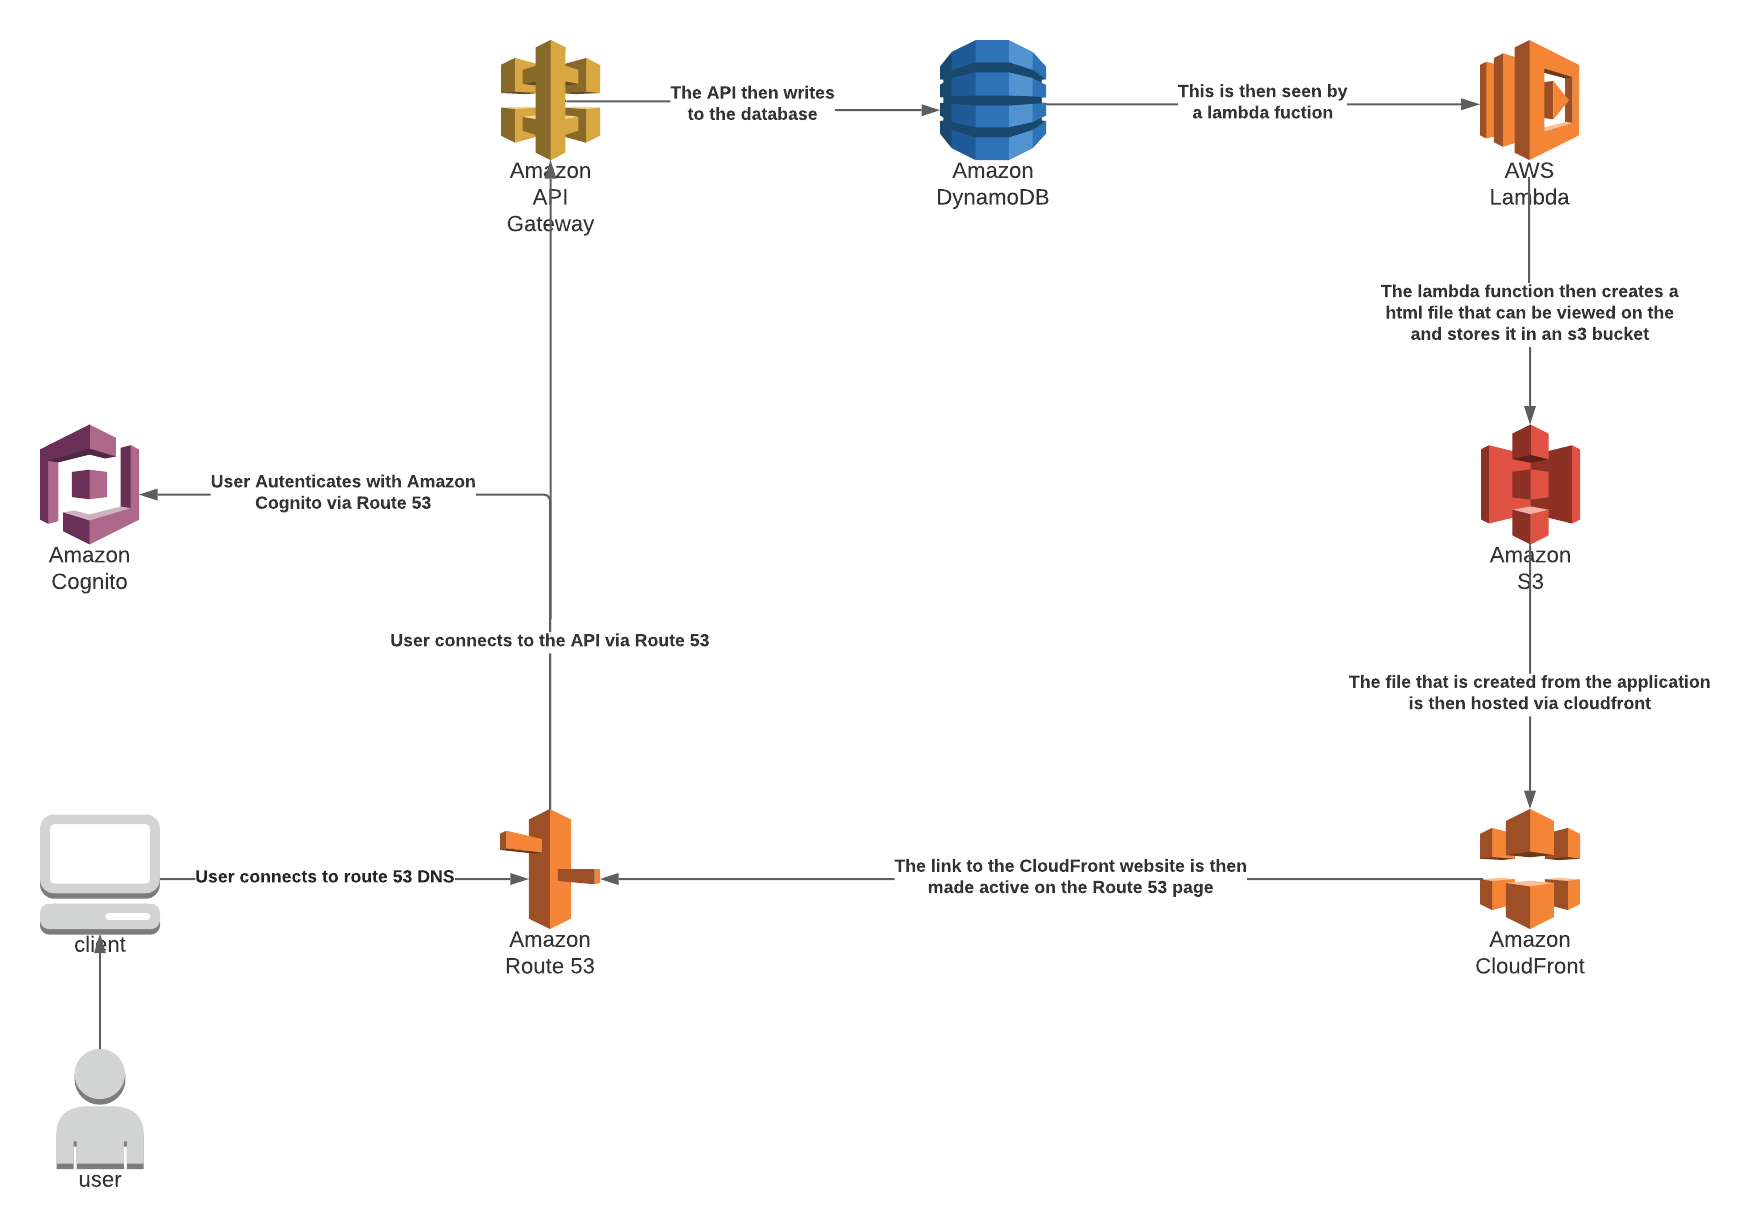 The API then writes
to the database
This is then seen by
a lambda fuction
Amazon
API
Gateway
Amazon
DynamoDB
AWS
Lambda
The lambda function then creates a
html file that can be viewed on the
and stores it in an s3 bucket
User Autenticates with Amazon
Cognito via Route 53
Amazon
Cognito
Amazon
S3
User connects to the API via Route 53
The file that is created from the application
is then hosted via cloudfront
User connects to route 53 DNS
The link to the CloudFront website is then
made active on the Route 53 page
client
Amazon
Route 53
Amazon
CloudFront
user